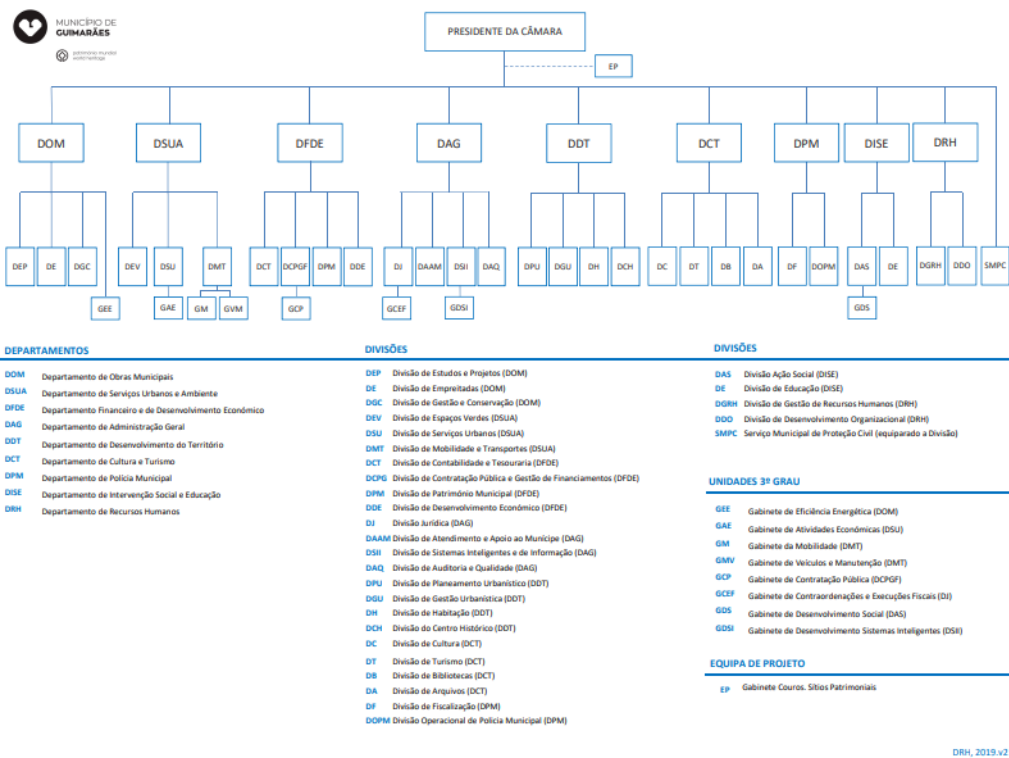 MUNICÍPIO DE
GUIMARÃES
património mundial
world heritage
PRESIDENTE DA CÂMARA
EP
DOM DSUA DFDE DAG DDT DCT DPM DISE DRH
DEP DE DGC DEV DSU DMT DCT DCPGF DPM DDE DJ DAAM DSII DAQ DPU DGU DH DCH DC DT DB DA DF DOPM DAS DE DGRH DDO SMPC
GEE GAE GM GVM GCP GCEF GDSI GDS
DEPARTAMENTOS
DOM Departamento de Obras Municipais
DSUA Departamento de Serviços Urbanos e Ambiente
DFDE Departamento Financeiro e de Desenvolvimento Económico
DAG Departamento de Administração Geral
DDT Departamento de Desenvolvimento do Território
DCT Departamento de Cultura e Turismo
DPM Departamento de Polícia Municipal
DISE Departamento de Intervenção Social e Educação
DRH Departamento de Recursos Humanos
DIVISÕES
DEP Divisão de Estudos e Projetos (DOM)
DE Divisão de Empreitadas (DOM)
DGC Divisão de Gestão e Conservação (DOM)
DEV Divisão de Espaços Verdes (DSUA)
DSU Divisão de Serviços Urbanos (DSUA)
DMT Divisão de Mobilidade e Transportes (DSUA)
DCT Divisão de Contabilidade e Tesouraria (DFDE)
DCPG Divisão de Contratação Pública e Gestão de Financiamentos (DFDE)
DPM Divisão de Património Municipal (DFDE)
DDE Divisão de Desenvolvimento Económico (DFDE)
DJ Divisão Jurídica (DAG)
DAAM Divisão de Atendimento e Apoio ao Munícipe (DAG)
DSII Divisão de Sistemas Inteligentes e de Informação (DAG)
DAQ Divisão de Auditoria e Qualidade (DAG)
DPU Divisão de Planeamento Urbanístico (DDT)
DGU Divisão de Gestão Urbanística (DDT)
DH Divisão de Habitação (DDT)
DCH Divisão do Centro Histórico (DDT)
DC Divisão de Cultura (DCT)
DT Divisão de Turismo (DCT)
DB Divisão de Bibliotecas (DCT)
DA Divisão de Arquivos (DCT)
DF Divisão de Fiscalização (DPM)
DOPM Divisão Operacional de Policia Municipal (DPM)
DIVISÕES
DAS Divisão Ação Social (DISE)
DE Divisão de Educação (DISE)
DGRH Divisão de Gestão de Recursos Humanos (DRH)
DDO Divisão de Desenvolvimento Organizacional (DRH)
SMPC Serviço Municipal de Proteção Civil (equiparado a Divisão)
UNIDADES 3º GRAU
GEE Gabinete de Eficiência Energética (DOM)
GAE Gabinete de Atividades Económicas (DSU)
GM Gabinete da Mobilidade (DMT)
GMV Gabinete de Veículos e Manutenção (DMT)
GCP Gabinete de Contratação Pública (DCPGF)
GCEF Gabinete de Contraordenações e Execuções Fiscais (DJ)
GDS Gabinete de Desenvolvimento Social (DAS)
GDSI Gabinete de Desenvolvimento Sistemas Inteligentes (DSII)
EQUIPA DE PROJETO
EP Gabinete Couros. Sítios Patrimoniais
DRH, 2019.v2